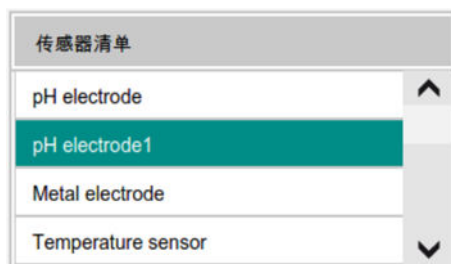 传感器清单
pH electrode
pH electrode1
Metal electrode
Temperature sensor